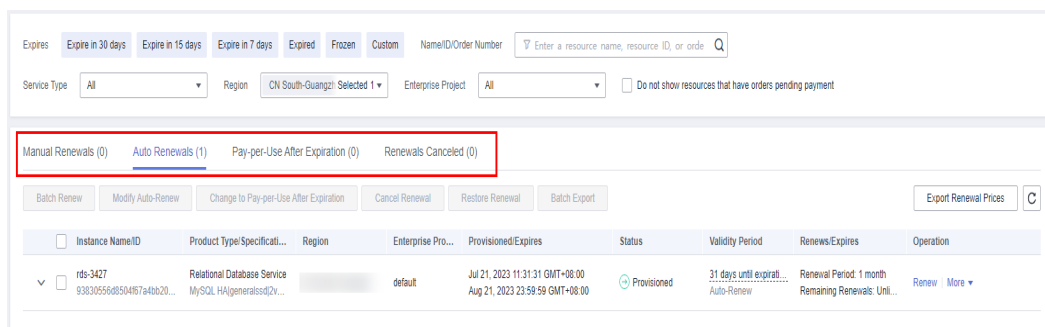 Expires Expire in 30 days Expire in 15 days Expire in 7 days Expired Frozen Custom Name/ID/Order Number Enter a resource name, resource ID, or orde
Service Type All Region CN South-Guangzh Selected 1 Enterprise Project All Do not show resources that have orders pending payment
Manual Renewals (0) Auto Renewals (1) Pay-per-Use After Expiration (0) Renewals Canceled (0)
Batch Renew Modify Auto-Renew Change to Pay-per-Use After Expiration Cancel Renewal Restore Renewal Batch Export Export Renewal Prices
Instance Name/ID Product Type/Specificati... Region Enterprise Pro... Provisioned/Expires Status Validity Period Renews/Expires Operation
rds-3427 Relational Database Service default Jul 21, 2023 11:31:31 GMT+08:00 Provisioned 31 days until expirati... Renewal Period: 1 month Renew More
93830556d8504f67a4bb20... MySQL HA|generalssd|2v... Aug 21, 2023 23:59:59 GMT+08:00 Auto-Renew Remaining Renewals: Unli...